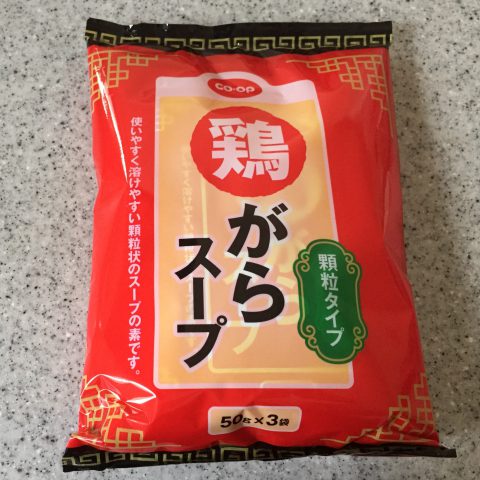 CO·OP
鶏
がら
スープ
顆粒タイプ
使いやすく溶けやすい顆粒状のスープの素です。
50g×3袋